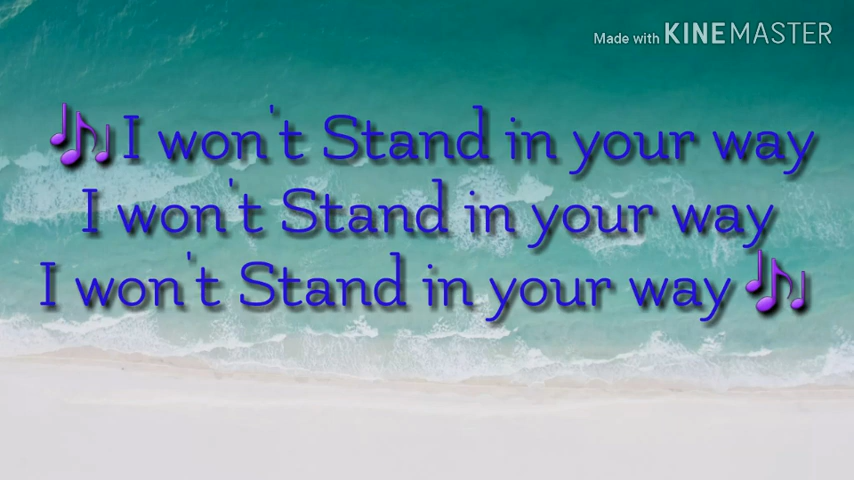 Made with KINEMASTER
🎶I won't Stand in your way
I won't Stand in your way
I won't Stand in your way🎶